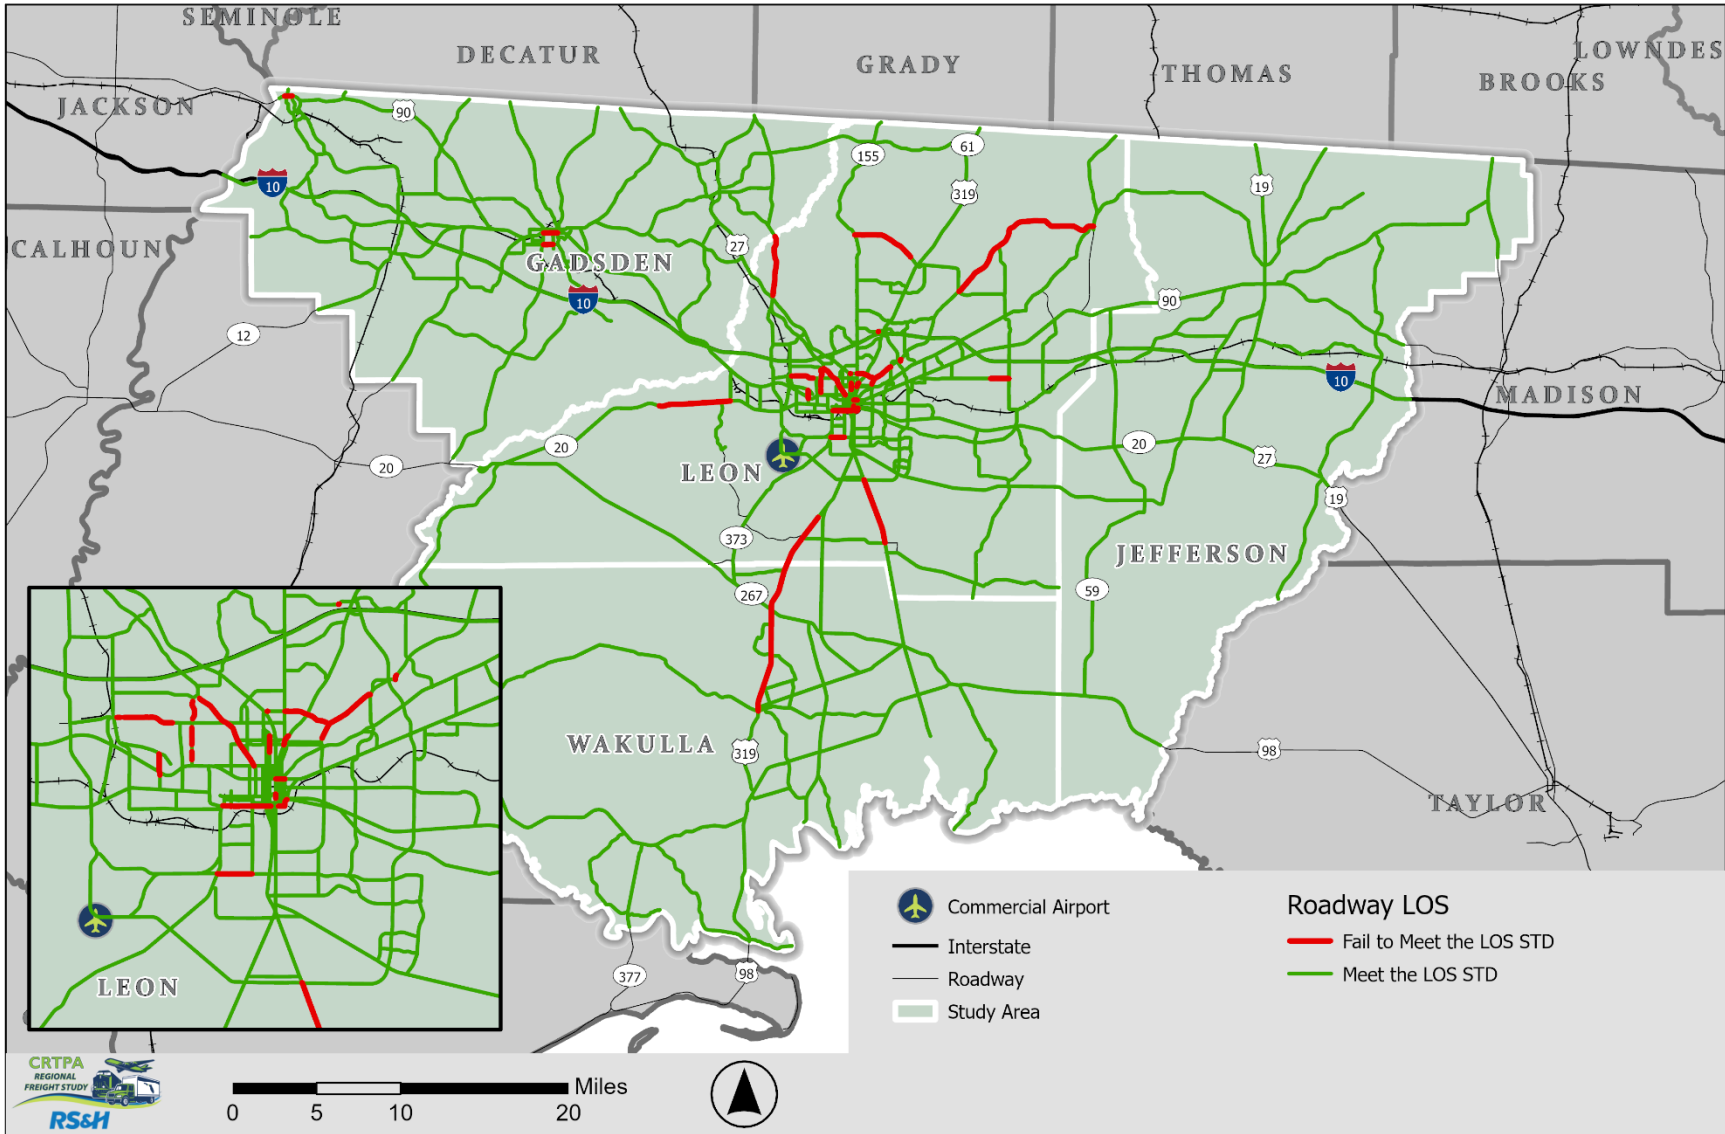 SEMINOLE
DECATUR
GRADY
THOMAS
LOWNDES
BROOKS
JACKSON
90
61
155
319
19
10
CALHOUN
27
GADSDEN
10
90
12
10
MADISON
20
20
20
27
LEON
19
373
JEFFERSON
267
59
WAKULLA
319
98
TAYLOR
LEON
377
98
Commercial Airport
Interstate
Roadway
Study Area
Roadway LOS
Fail to Meet the LOS STD
Meet the LOS STD
CRTPA
REGIONAL
FREIGHT STUDY
RS&H
Miles
0 5 10 20